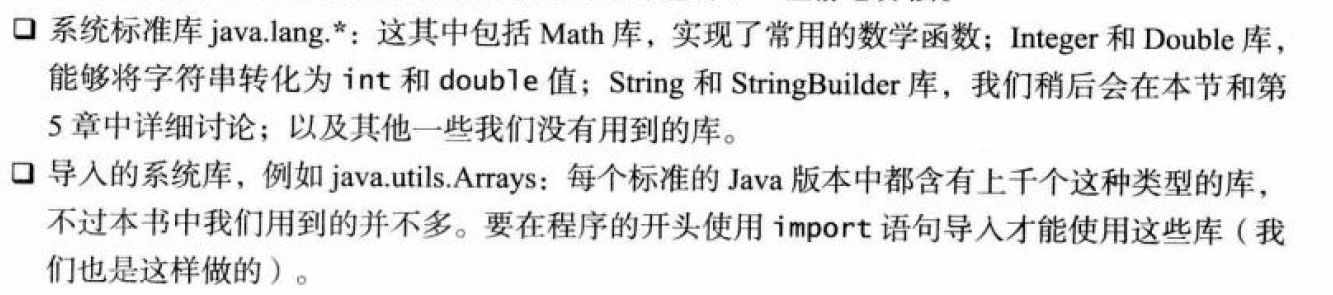 ❑ 系统标准库 java.lang.*：这其中包括 Math 库，实现了常用的数学函数；Integer 和 Double 库，
能够将字符串转化为 int 和 double 值；String 和 StringBuilder 库，我们稍后会在本节和第
5 章中详细讨论；以及其他一些我们没有用到的库。
❑ 导入的系统库，例如 java.utils.Arrays：每个标准的 Java 版本中都含有上千个这种类型的库，
不过本书中我们用到的并不多。要在程序的开头使用 import 语句导入才能使用这些库（我
们也是这样做的）。